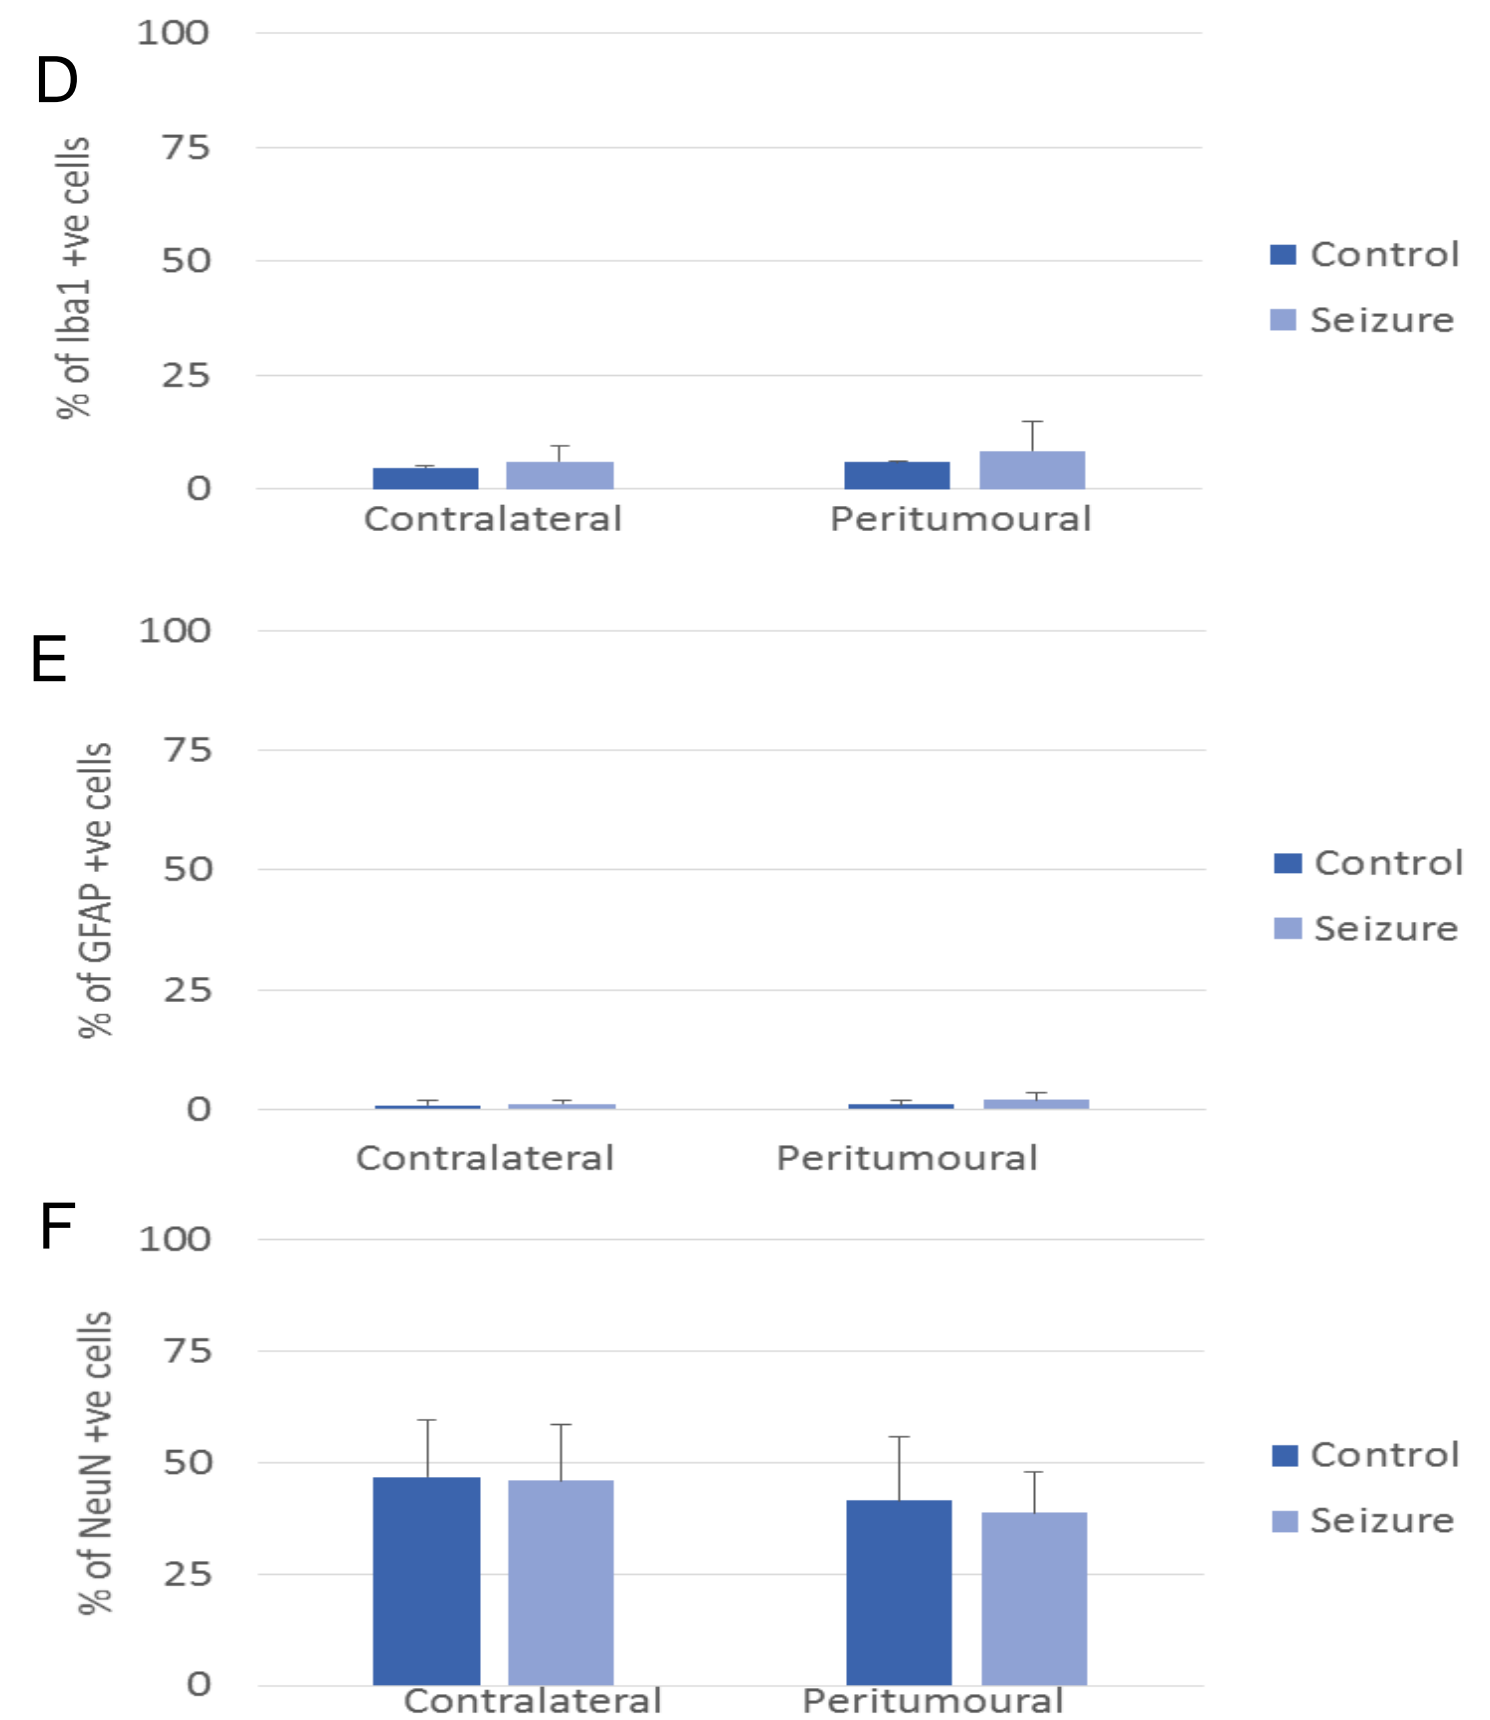 D
% of Iba1 +ve cells
100
75
50
25
0
Contralateral Peritumoural
Control
Seizure
E
% of GFAP +ve cells
100
75
50
25
0
Contralateral Peritumoural
Control
Seizure
F
% of NeuN +ve cells
100
75
50
25
0
Contralateral Peritumoural
Control
Seizure